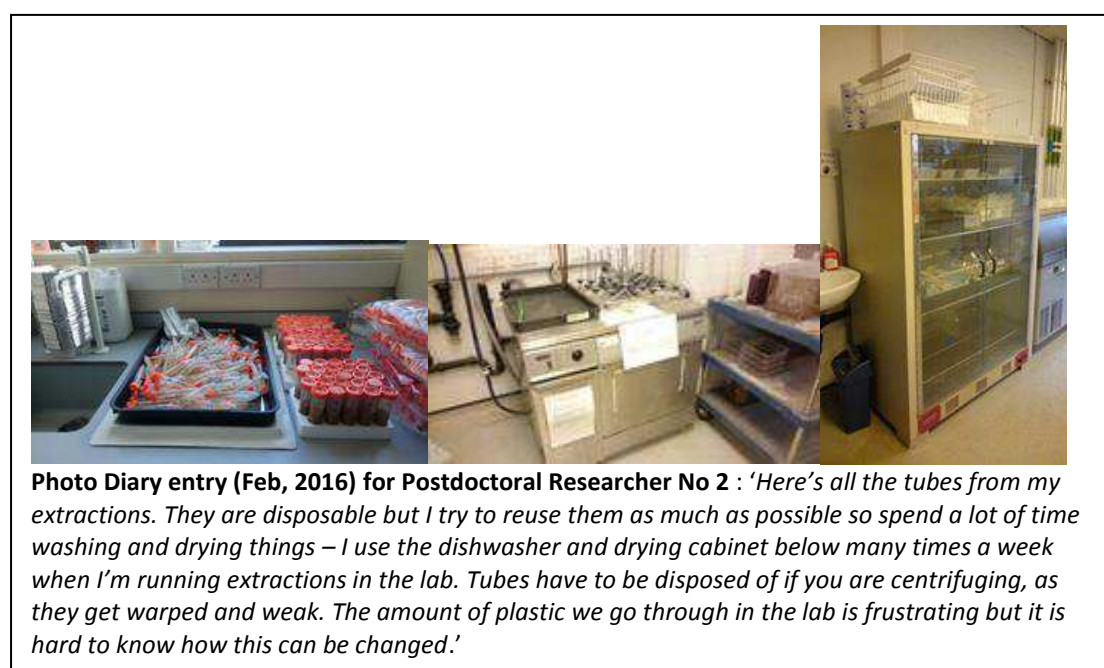 Photo Diary entry (Feb, 2016) for Postdoctoral Researcher No 2 : ‘Here’s all the tubes from my
extractions. They are disposable but I try to reuse them as much as possible so spend a lot of time
washing and drying things – I use the dishwasher and drying cabinet below many times a week
when I’m running extractions in the lab. Tubes have to be disposed of if you are centrifuging, as
they get warped and weak. The amount of plastic we go through in the lab is frustrating but it is
hard to know how this can be changed.’